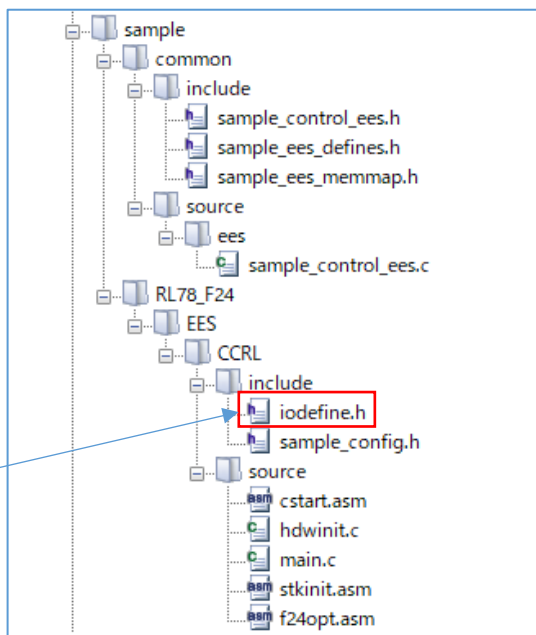 sample
common
include
sample_control_ees.h
sample_ees_defines.h
sample_ees_memmap.h
source
ees
sample_control_ees.c
RL78_F24
EES
CCRL
include
iodefine.h
sample_config.h
source
cstart.asm
hdwinit.c
main.c
stkinit.asm
f24opt.asm